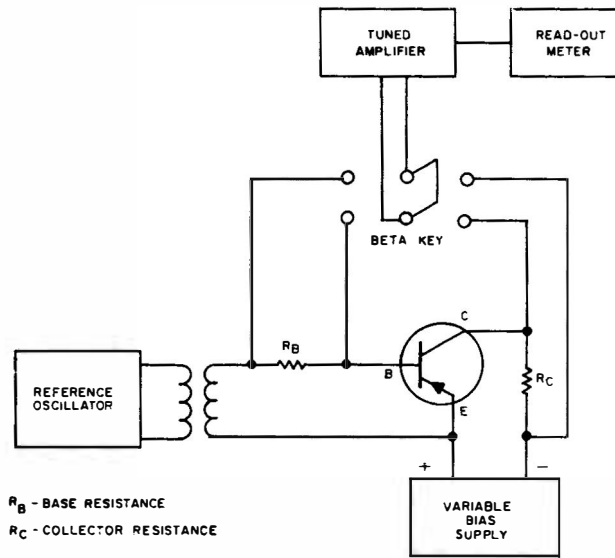 TUNED
AMPLIFIER
READ-OUT
METER
BETA KEY
C
RB
B
E
RC
REFERENCE
OSCILLATOR
+
-
RB - BASE RESISTANCE
RC - COLLECTOR RESISTANCE
VARIABLE
BIAS
SUPPLY